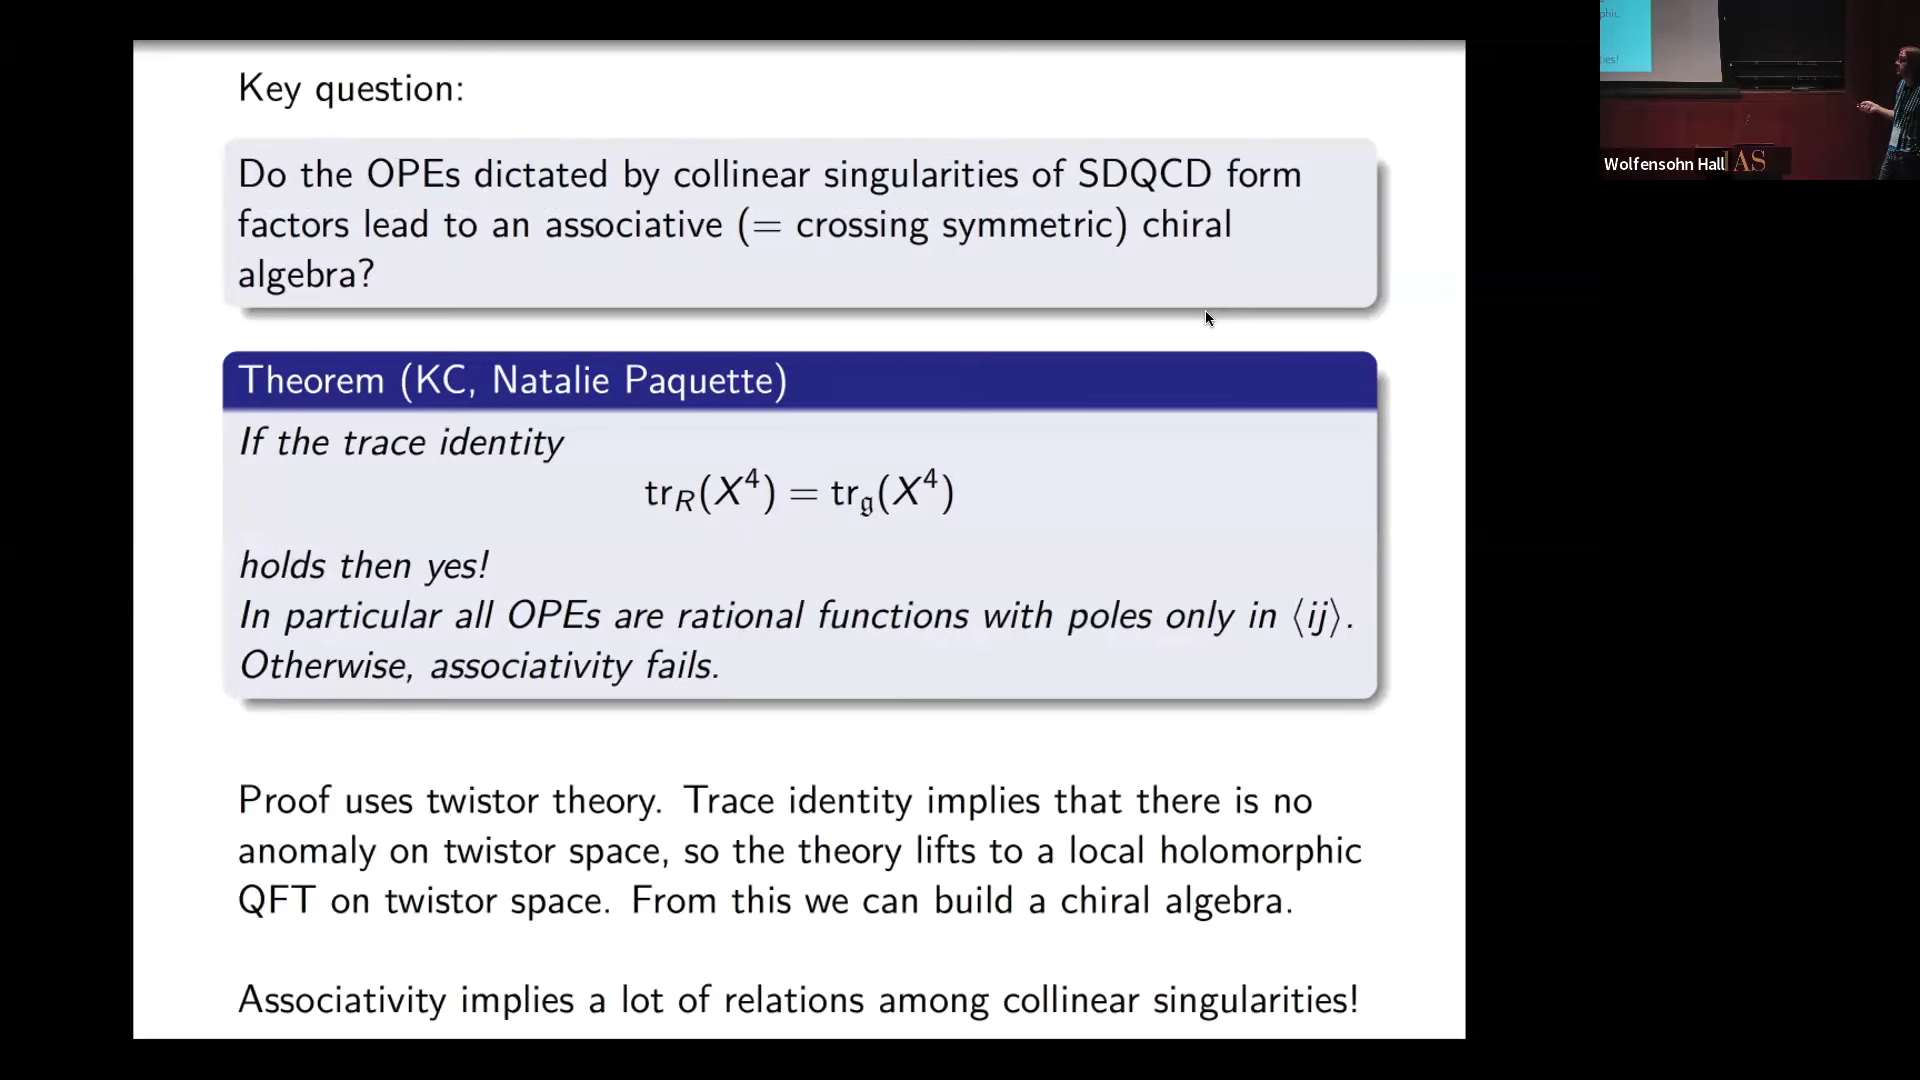 Key question:
Do the OPEs dictated by collinear singularities of SDQCD form
factors lead to an associative (= crossing symmetric) chiral
algebra?
Theorem (KC, Natalie Paquette)
If the trace identity
tr_R(X^4) = tr_𝔤(X^4)
holds then yes!
In particular all OPEs are rational functions with poles only in ⟨ij⟩.
Otherwise, associativity fails.
Proof uses twistor theory. Trace identity implies that there is no
anomaly on twistor space, so the theory lifts to a local holomorphic
QFT on twistor space. From this we can build a chiral algebra.
Associativity implies a lot of relations among collinear singularities!
Wolfensohn Hall